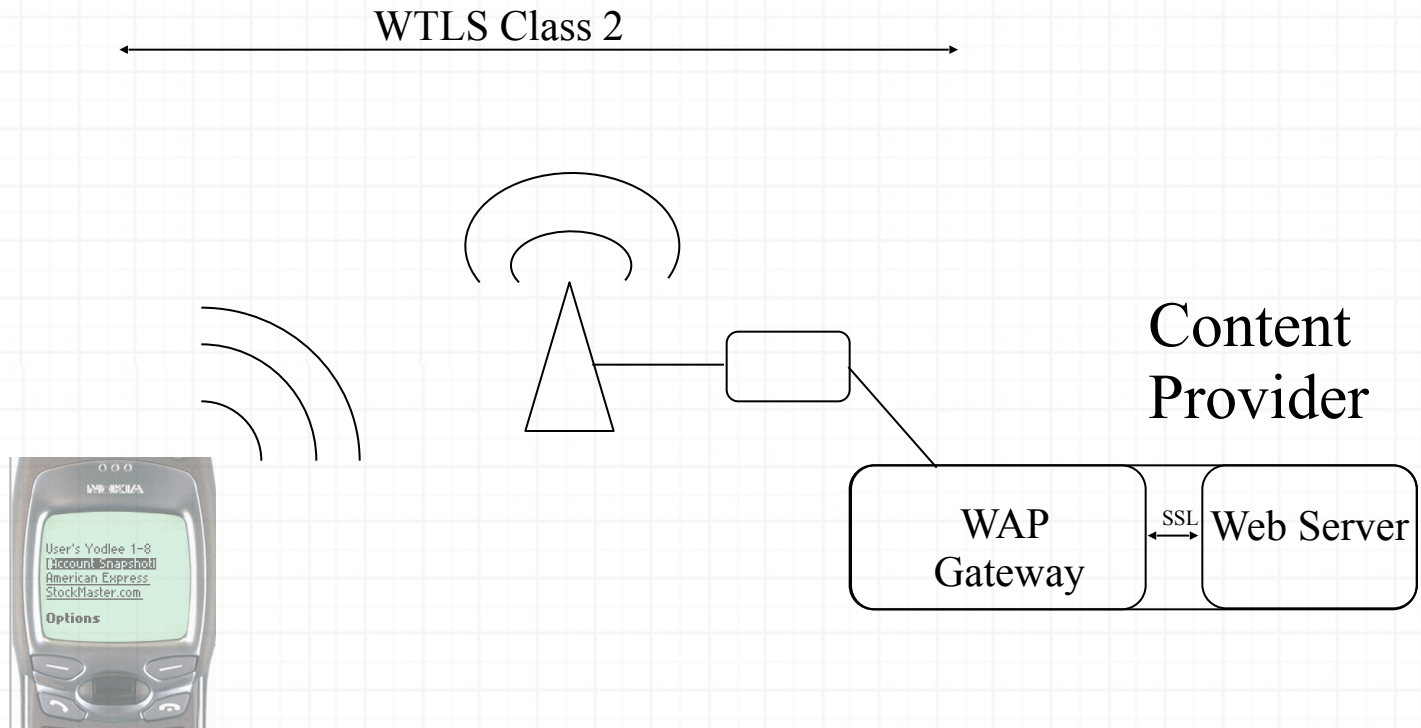 WTLS Class 2
Content
Provider
WAP
Gateway
SSL
Web Server
NOKIA
User's Yodlee 1-8
[Account Snapshot]
American Express
StockMaster.com
Options